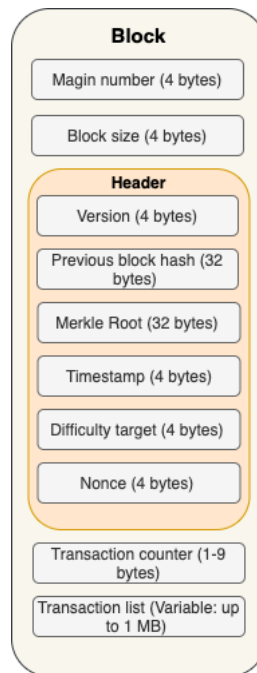 Block
Magin number (4 bytes)
Block size (4 bytes)
Header
Version (4 bytes)
Previous block hash (32
bytes)
Merkle Root (32 bytes)
Timestamp (4 bytes)
Difficulty target (4 bytes)
Nonce (4 bytes)
Transaction counter (1-9
bytes)
Transaction list (Variable: up
to 1 MB)